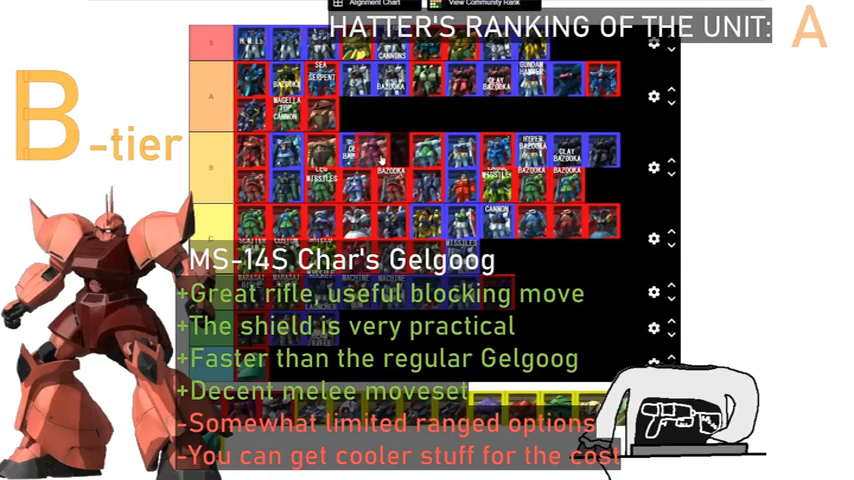 Alignment Chart
View Community Rank
HATTER'S RANKING OF THE UNIT: A
B-tier
S
A
B
CANNONS
BAZOOKA
SEA
SERPENT
BAZOOKA
CLAY
BAZOOKA
GUNDAM
HAMMER
MAGELLA
TOP
CANNON
HYPER
BAZOOKA
CLAY
BAZOOKA
LEG
MISSILES
BAZOOKA
CANNON
MISSILES
MS-14S Char's Gelgoog
+Great rifle, useful blocking move
+The shield is very practical
+Faster than the regular Gelgoog
+Decent melee moveset
-Somewhat limited ranged options
-You can get cooler stuff for the cost